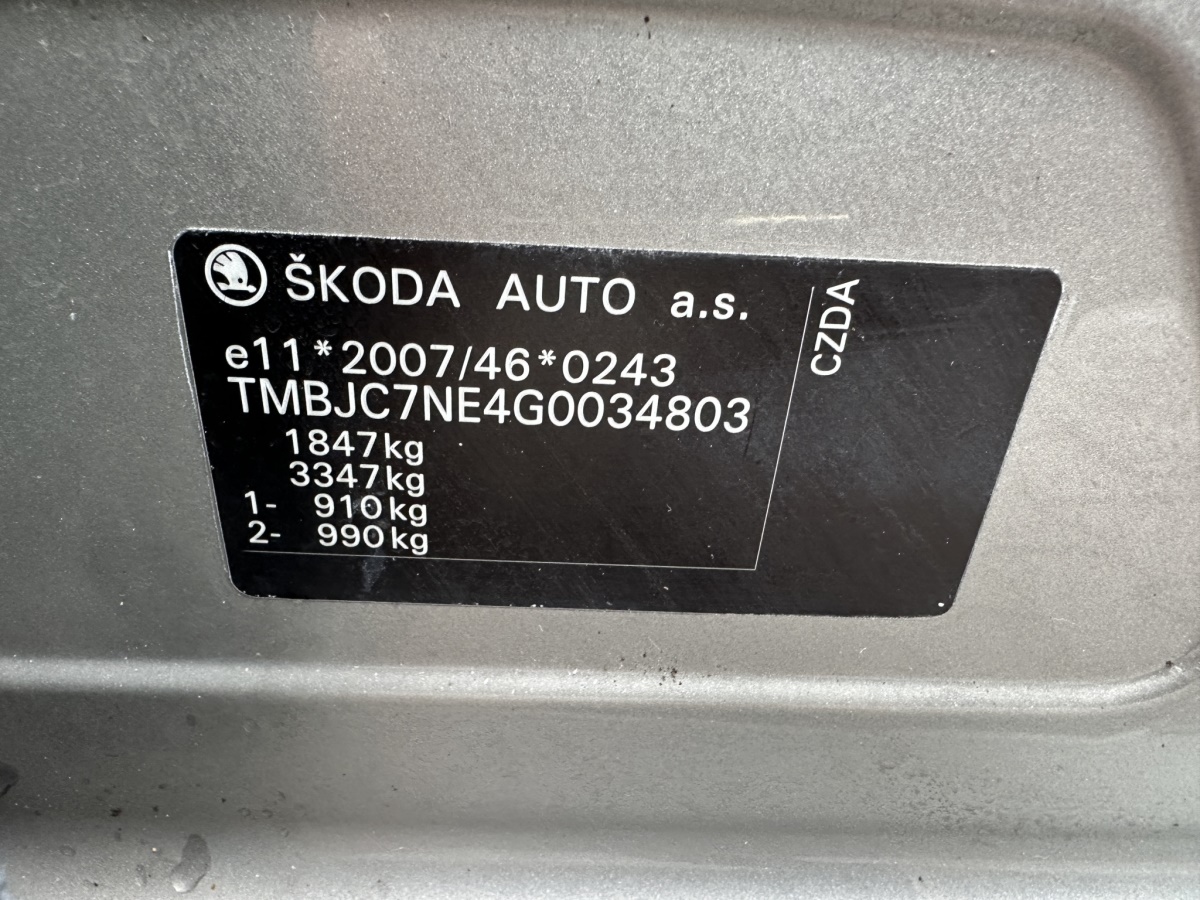 ŠKODA AUTO a.s.
e11*2007/46*0243
TMBJC7NE4G0034803
1847kg
3347kg
1- 910kg
2- 990kg
CZDA